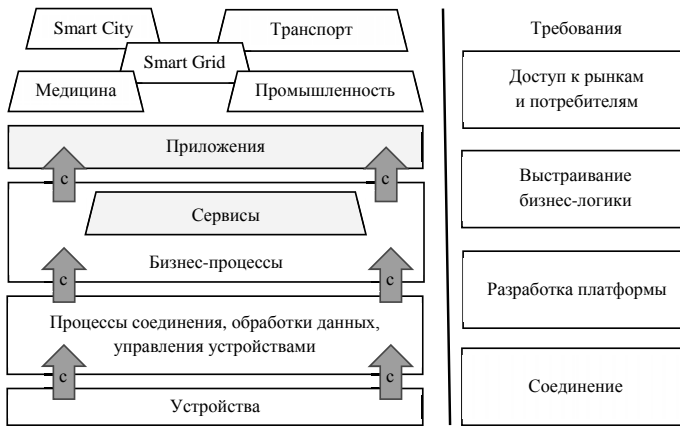 Smart City
Транспорт
Smart Grid
Медицина
Промышленность
Приложения
с
с
Сервисы
Бизнес-процессы
с
с
Процессы соединения, обработки данных,
управления устройствами
с
с
Устройства
Требования
Доступ к рынкам
и потребителям
Выстраивание
бизнес-логики
Разработка платформы
Соединение